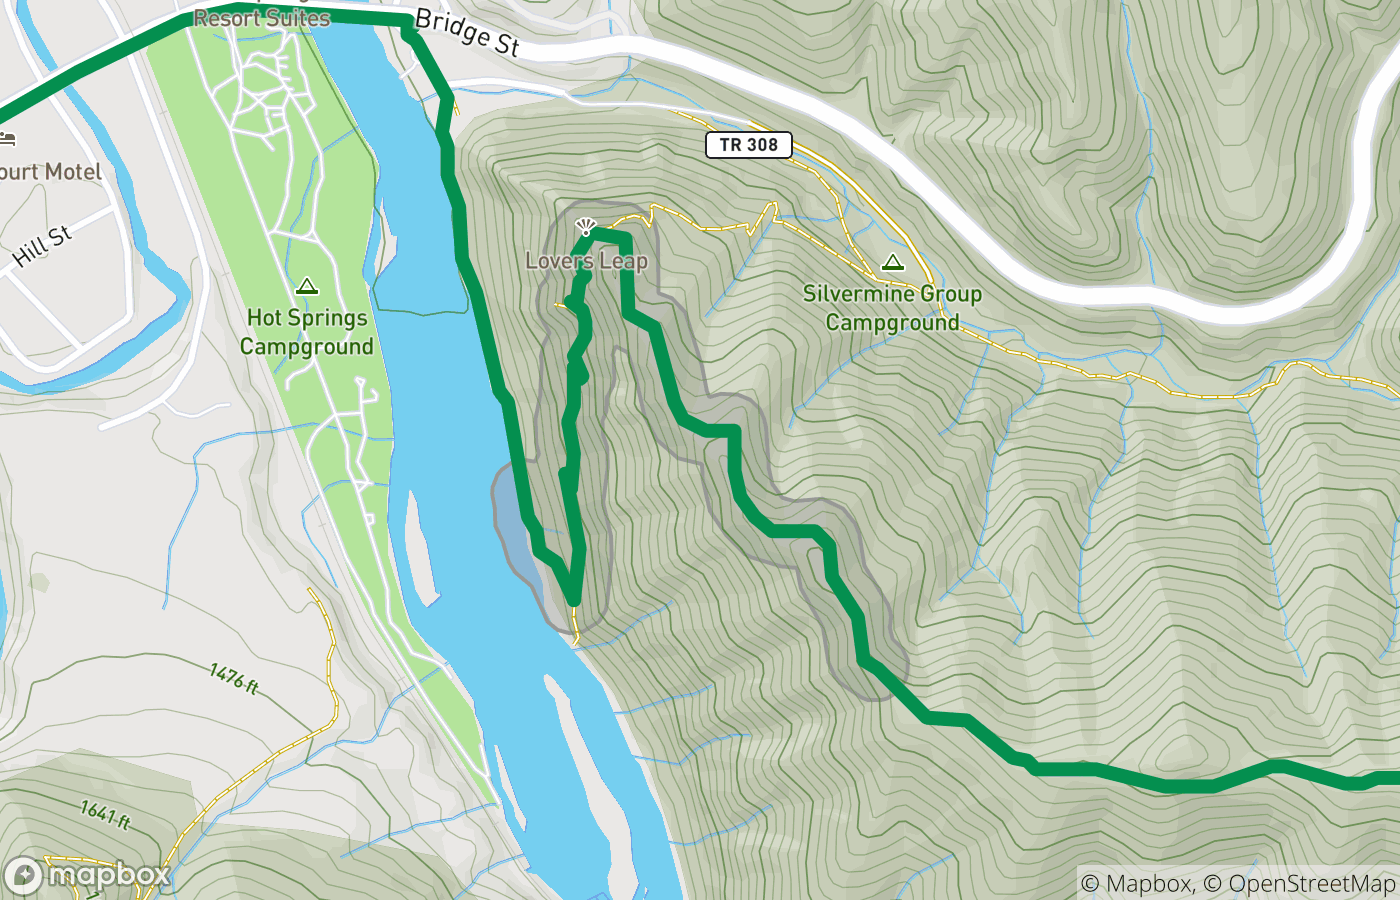 Resort Suites
Bridge St
TR 308
ourt Motel
Hill St
Lovers Leap
Hot Springs
Campground
Silvermine Group
Campground
1476 ft
1641 ft
mapbox
© Mapbox, © OpenStreetMap